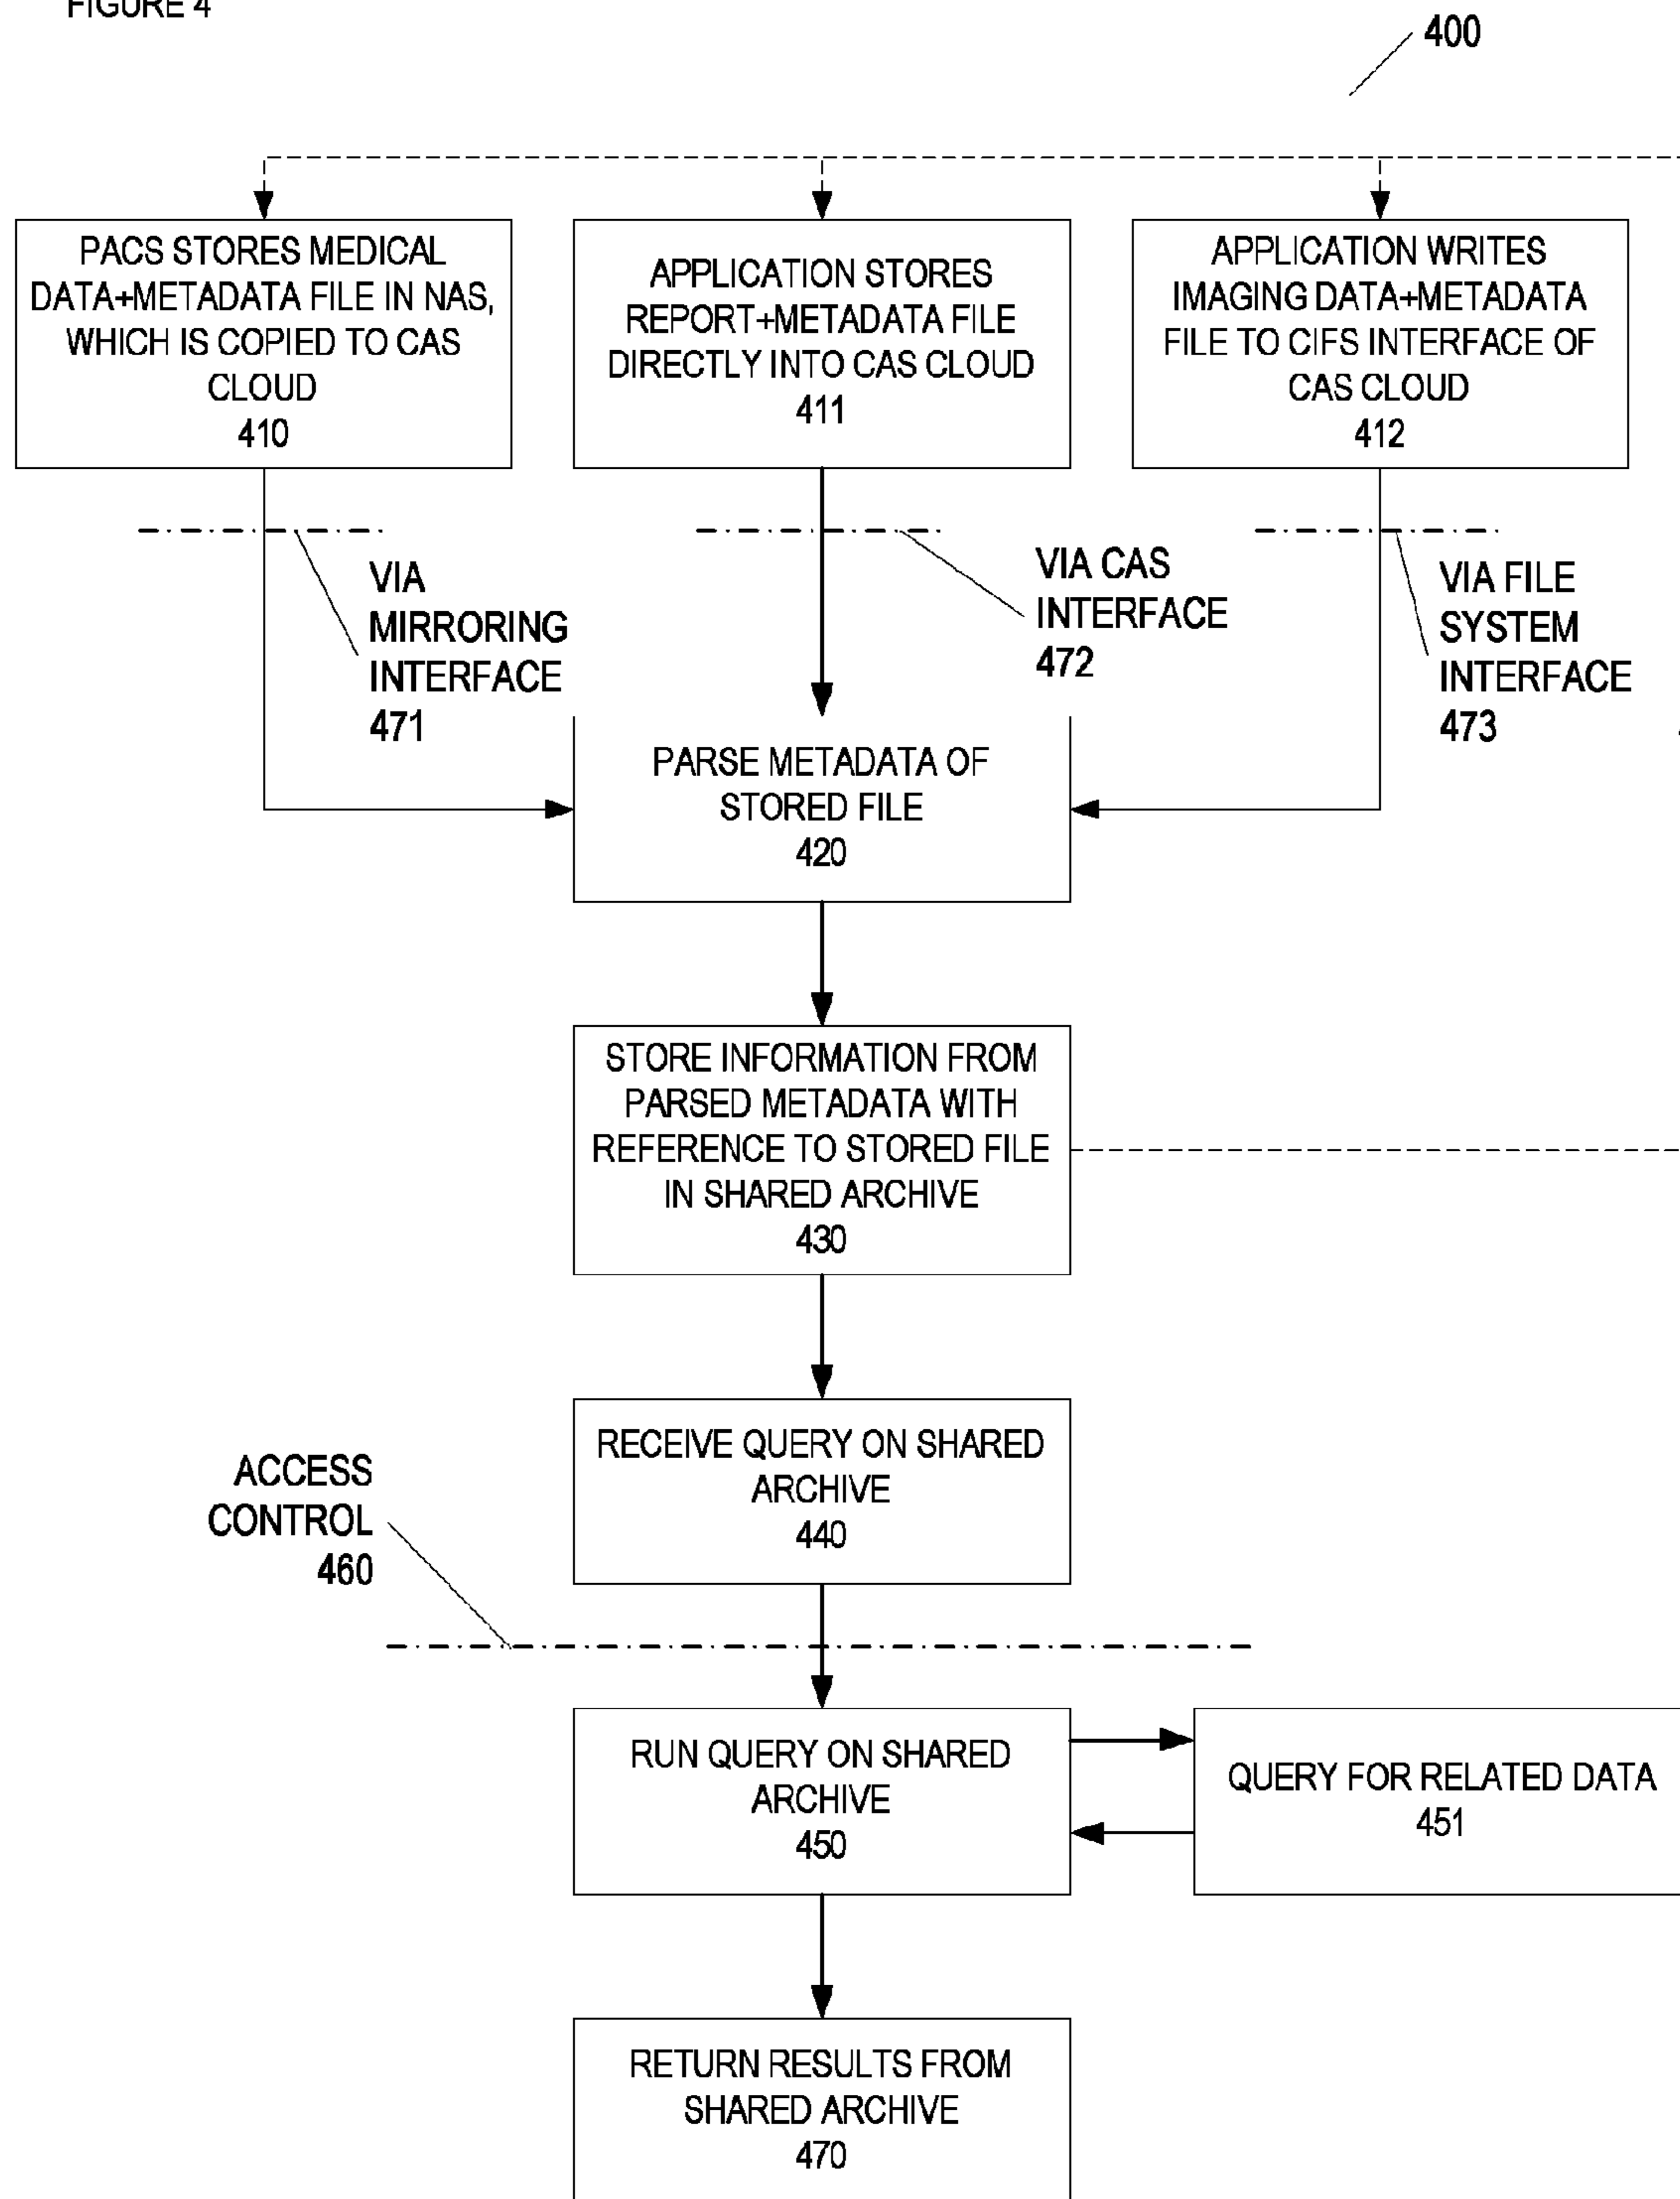 FIGURE 4
400
PACS STORES MEDICAL
DATA+METADATA FILE IN NAS,
WHICH IS COPIED TO CAS
CLOUD
410
APPLICATION STORES
REPORT+METADATA FILE
DIRECTLY INTO CAS CLOUD
411
APPLICATION WRITES
IMAGING DATA+METADATA
FILE TO CIFS INTERFACE OF
CAS CLOUD
412
VIA
MIRRORING
INTERFACE
471
VIA CAS
INTERFACE
472
VIA FILE
SYSTEM
INTERFACE
473
PARSE METADATA OF
STORED FILE
420
STORE INFORMATION FROM
PARSED METADATA WITH
REFERENCE TO STORED FILE
IN SHARED ARCHIVE
430
RECEIVE QUERY ON SHARED
ARCHIVE
440
ACCESS
CONTROL
460
RUN QUERY ON SHARED
ARCHIVE
450
QUERY FOR RELATED DATA
451
RETURN RESULTS FROM
SHARED ARCHIVE
470